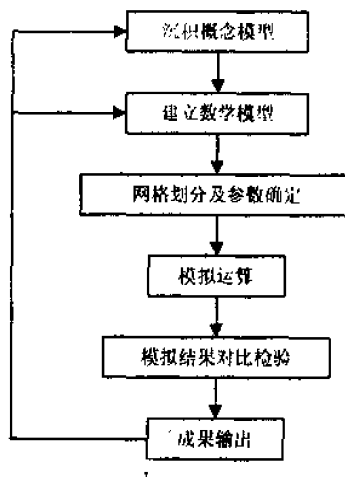 沉积概念模型
建立数学模型
网格划分及参数确定
模拟运算
模拟结果对比检验
成果输出